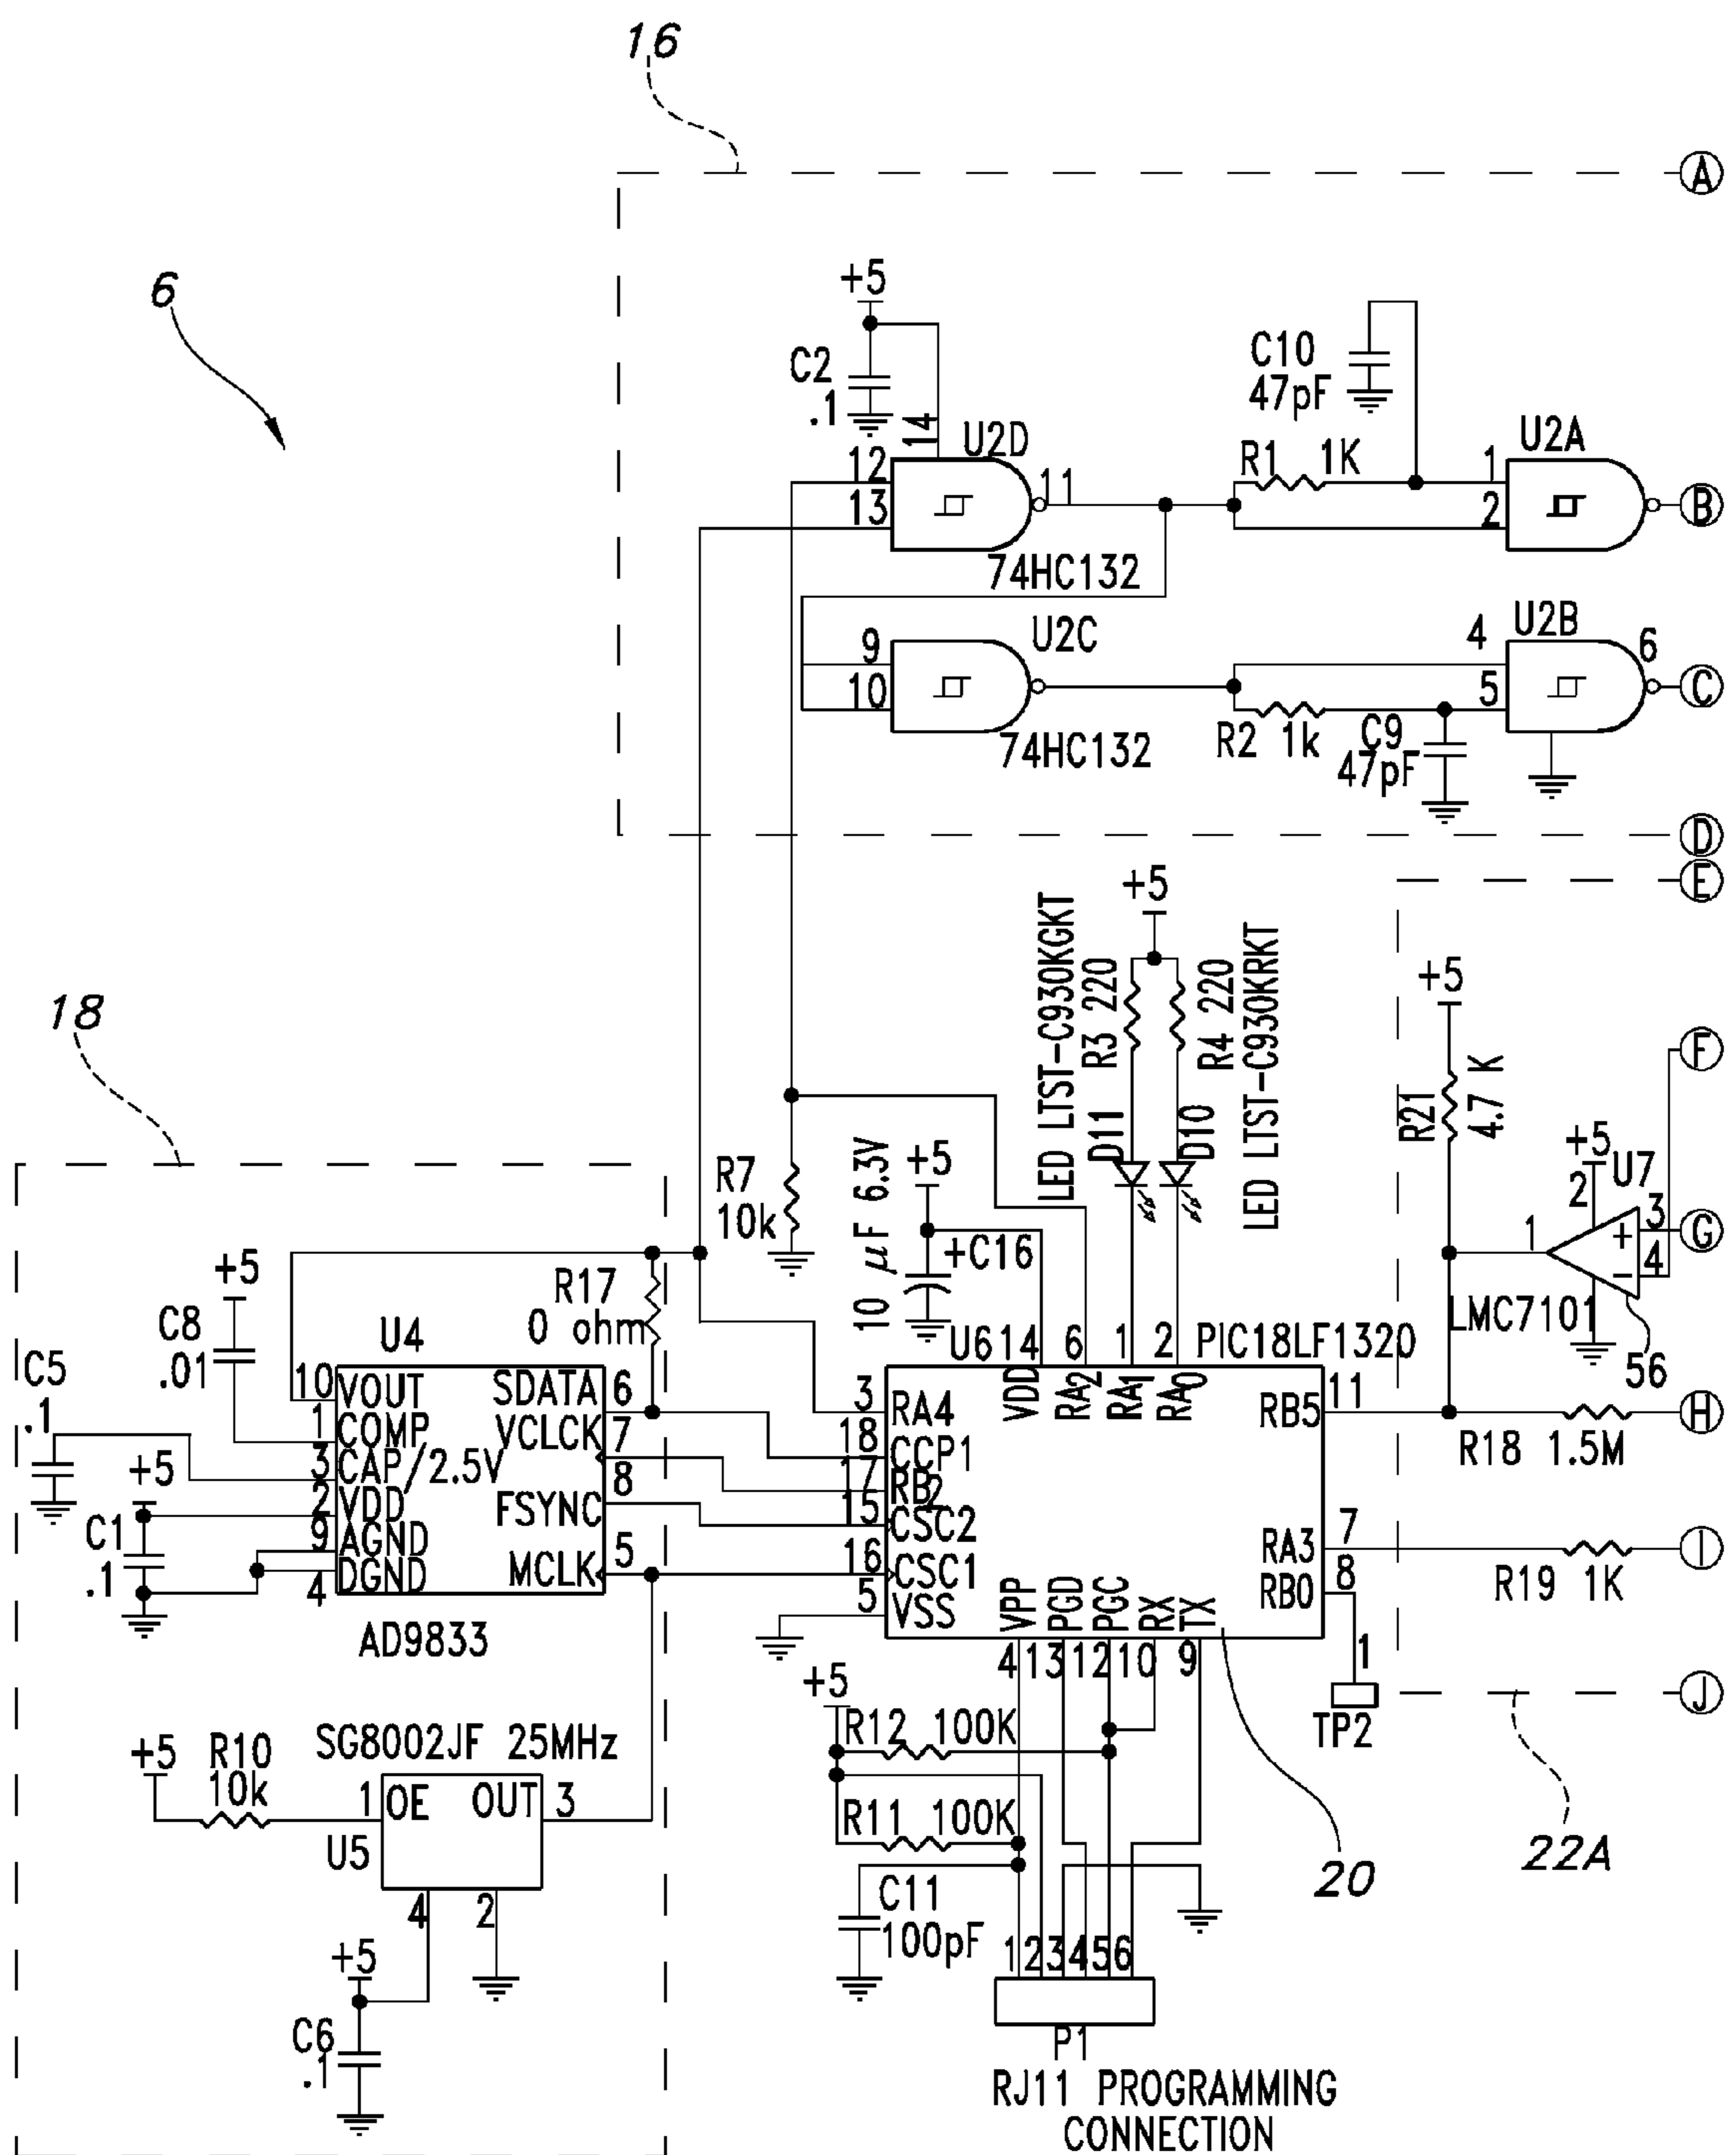 16
A
6
+5
C2
.1
14
C10
47pF
U2D
12
13
11
74HC132
R1 1K
U2A
1
2
B
U2C
9
10
74HC132
R2 1k
C9
47pF
U2B
4
5
6
C
D
E
+5
LED LTST-C930KGKT
R3 220
R4 220
LED LTST-C930KRKT
D11
D10
+5
R21
4.7 K
F
+5
2
U7
1
+
3
G
-
4
LMC7101
56
18
R7
10k
10 μF 6.3V
+5
+C16
R17
0 ohm
+5
C8
.01
C5
.1
+5
C1
.1
U4
10
VOUT
1
COMP
3
CAP/2.5V
2
VDD
9
AGND
4
DGND
SDATA
6
VCLCK
7
8
FSYNC
MCLK
5
AD9833
U6
14
6
1
2
PIC18LF1320
VDD
RA2
RA1
RA0
3
RA4
18
CCP1
17
RB2
15
CSC2
16
CSC1
5
VSS
RB5
11
RA3
7
RB0
8
VPP
PGD
PGC
RX
TX
4
13
12
10
9
H
R18 1.5M
I
R19 1K
1
TP2
J
22A
20
+5
R12 100K
R11 100K
C11
100pF
1
2
3
4
5
6
P1
RJ11 PROGRAMMING
CONNECTION
+5
R10
10k
SG8002JF 25MHz
1
OE
OUT
3
U5
4
2
+5
C6
.1